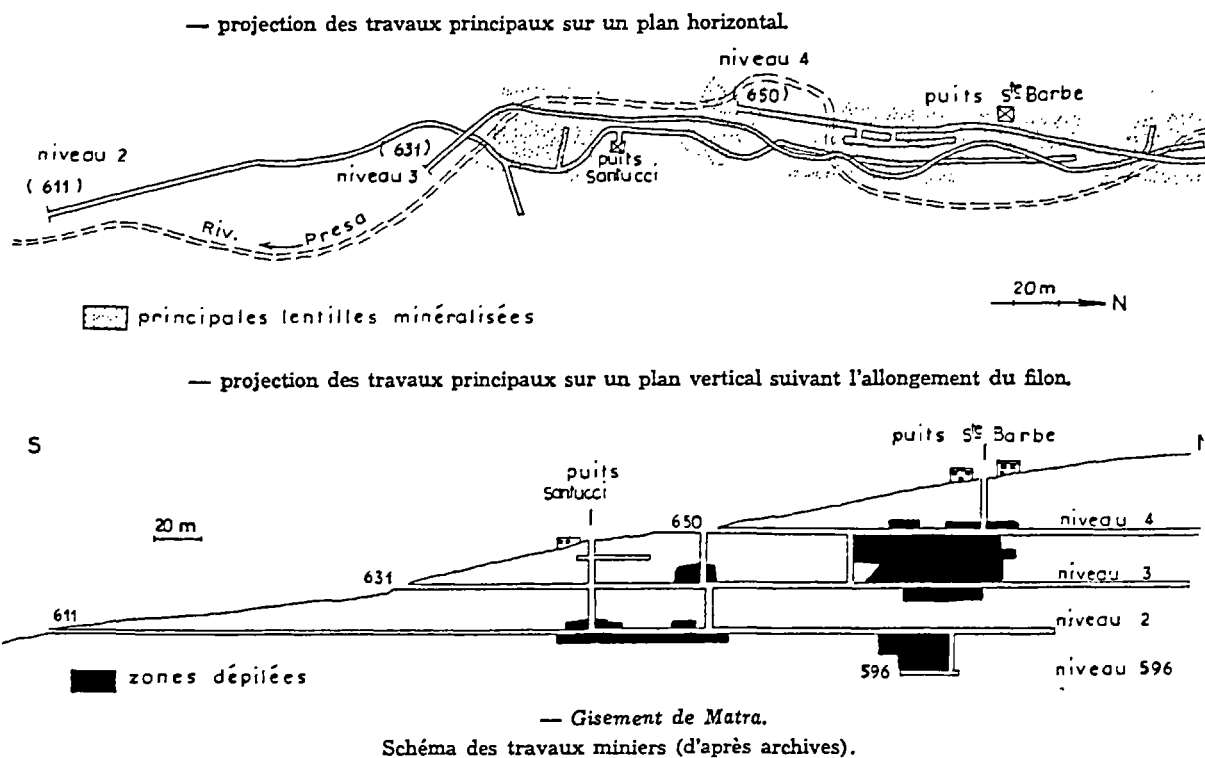 — projection des travaux principaux sur un plan horizontal.
niveau 4
(650)
puits Ste Barbe
niveau 2
(611)
(631)
niveau 3
puits
Santucci
Riv. Presa
20 m
N
principales lentilles minéralisées
— projection des travaux principaux sur un plan vertical suivant l'allongement du filon.
S
puits Ste Barbe
puits
Santucci
20 m
650
niveau 4
631
niveau 3
611
niveau 2
596
niveau 596
zones dépilées
— Gisement de Matra.
Schéma des travaux miniers (d'après archives).